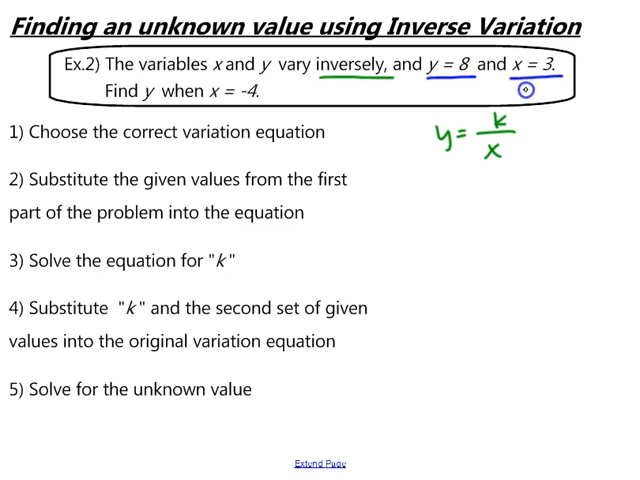 Finding an unknown value using Inverse Variation
Ex.2) The variables x and y vary inversely, and y = 8 and x = 3.
Find y when x = -4.
y = k/x
1) Choose the correct variation equation
2) Substitute the given values from the first
part of the problem into the equation
3) Solve the equation for "k"
4) Substitute "k" and the second set of given
values into the original variation equation
5) Solve for the unknown value
Extend Page